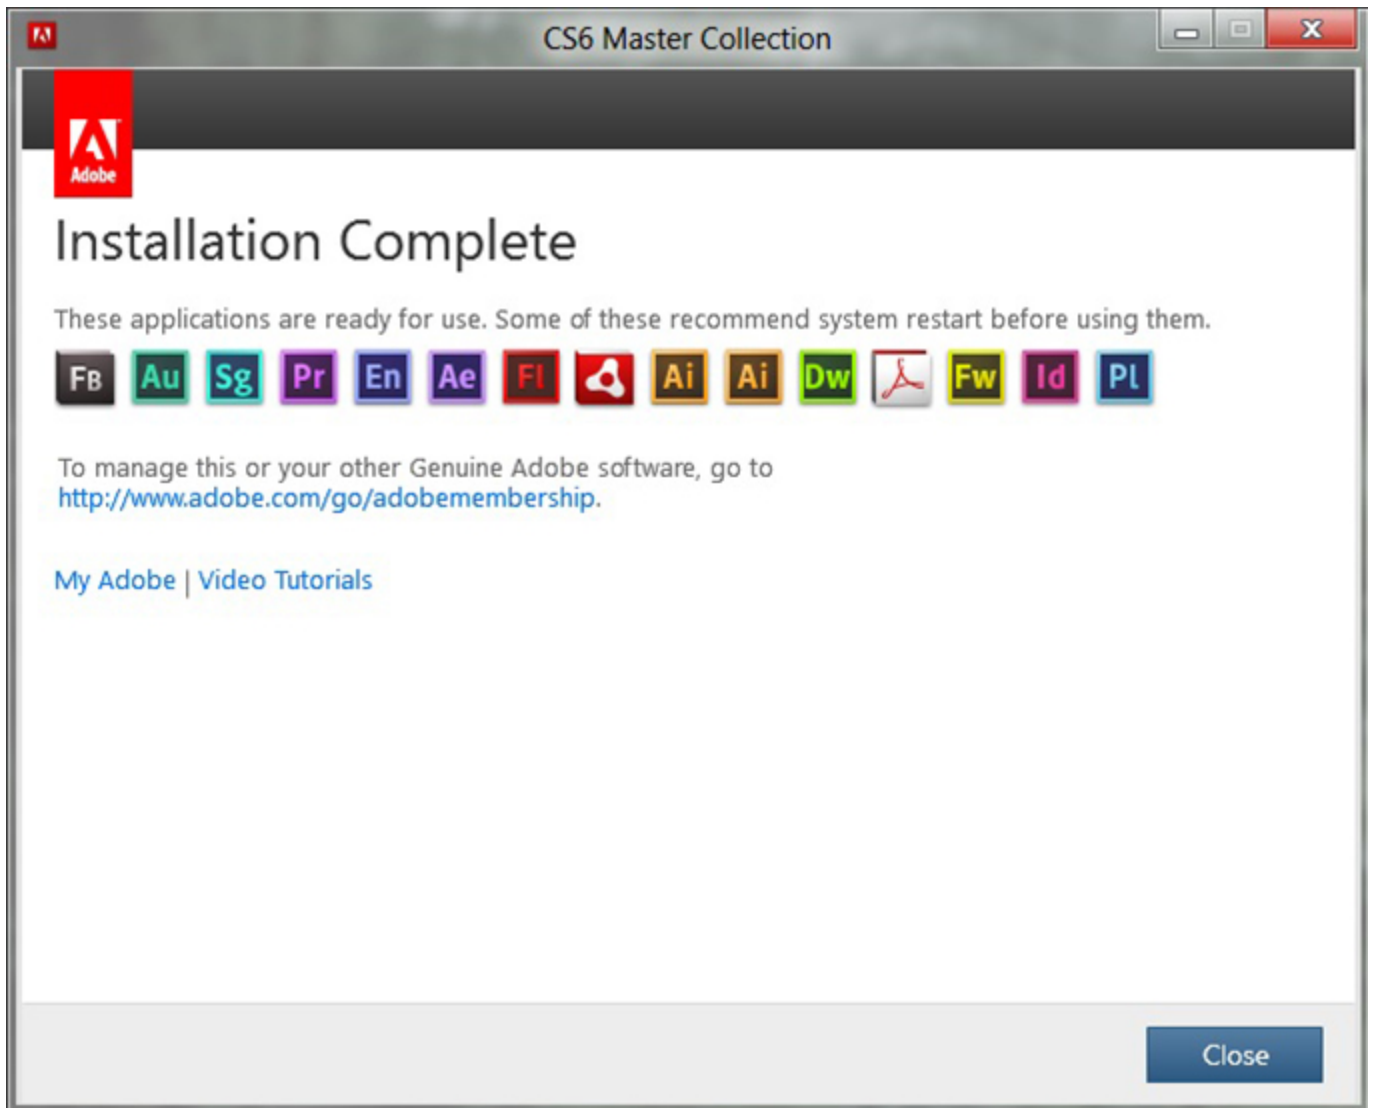 CS6 Master Collection
Adobe
Installation Complete
These applications are ready for use. Some of these recommend system restart before using them.
FB Au Sg Pr En Ae Fl Ai Ai Dw Fw Id Pl
To manage this or your other Genuine Adobe software, go to
http://www.adobe.com/go/adobemembership.
My Adobe | Video Tutorials
Close